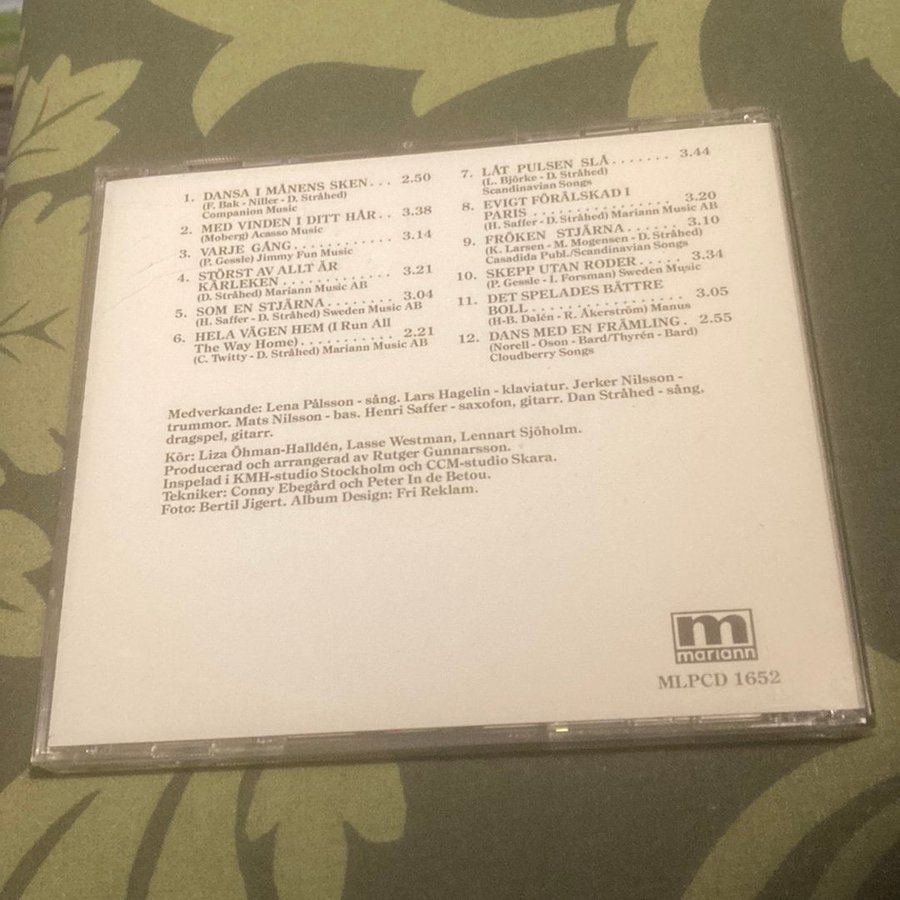 1. DANSA I MÅNENS SKEN... 2.50
(F. Bak - Niller - D. Stråhed)
Companion Music
2. MED VINDEN I DITT HÅR.. 3.38
(Moberg) Acasso Music
3. VARJE GÅNG............ 3.14
(P. Gessle) Jimmy Fun Music
4. STÖRST AV ALLT ÄR
KÄRLEKEN............. 3.21
(D. Stråhed) Mariann Music AB
5. SOM EN STJÄRNA........ 3.04
(H. Saffer - D. Stråhed) Sweden Music AB
6. HELA VÄGEN HEM (I Run All
The Way Home)........... 2.21
(C. Twitty - D. Stråhed) Mariann Music AB
7. LÅT PULSEN SLÅ....... 3.44
(L. Björke - D. Stråhed)
Scandinavian Songs
8. EVIGT FÖRÄLSKAD I
PARIS ................ 3.20
(H. Saffer - D. Stråhed) Mariann Music AB
9. FRÖKEN STJÄRNA...... 3.10
(K. Larsen - M. Mogensen - D. Stråhed)
Casadida Publ./Scandinavian Songs
10. SKEPP UTAN RODER..... 3.34
(P. Gessle - I. Forsman) Sweden Music
11. DET SPELADES BÄTTRE
BOLL................. 3.05
(H-B. Dalén - R. Åkerström) Manus
12. DANS MED EN FRÄMLING. 2.55
(Norell - Oson - Bard/Thyrén - Bard)
Cloudberry Songs
Medverkande: Lena Pålsson - sång. Lars Hagelin - klaviatur. Jerker Nilsson -
trummor. Mats Nilsson - bas. Henri Saffer - saxofon, gitarr. Dan Stråhed - sång,
dragspel, gitarr.
Kör: Liza Öhman-Halldén, Lasse Westman, Lennart Sjöholm.
Producerad och arrangerad av Rutger Gunnarsson.
Inspelad i KMH-studio Stockholm och CCM-studio Skara.
Tekniker: Conny Ebegård och Peter In de Betou.
Foto: Bertil Jigert. Album Design: Fri Reklam.
m
mariann
MLPCD 1652